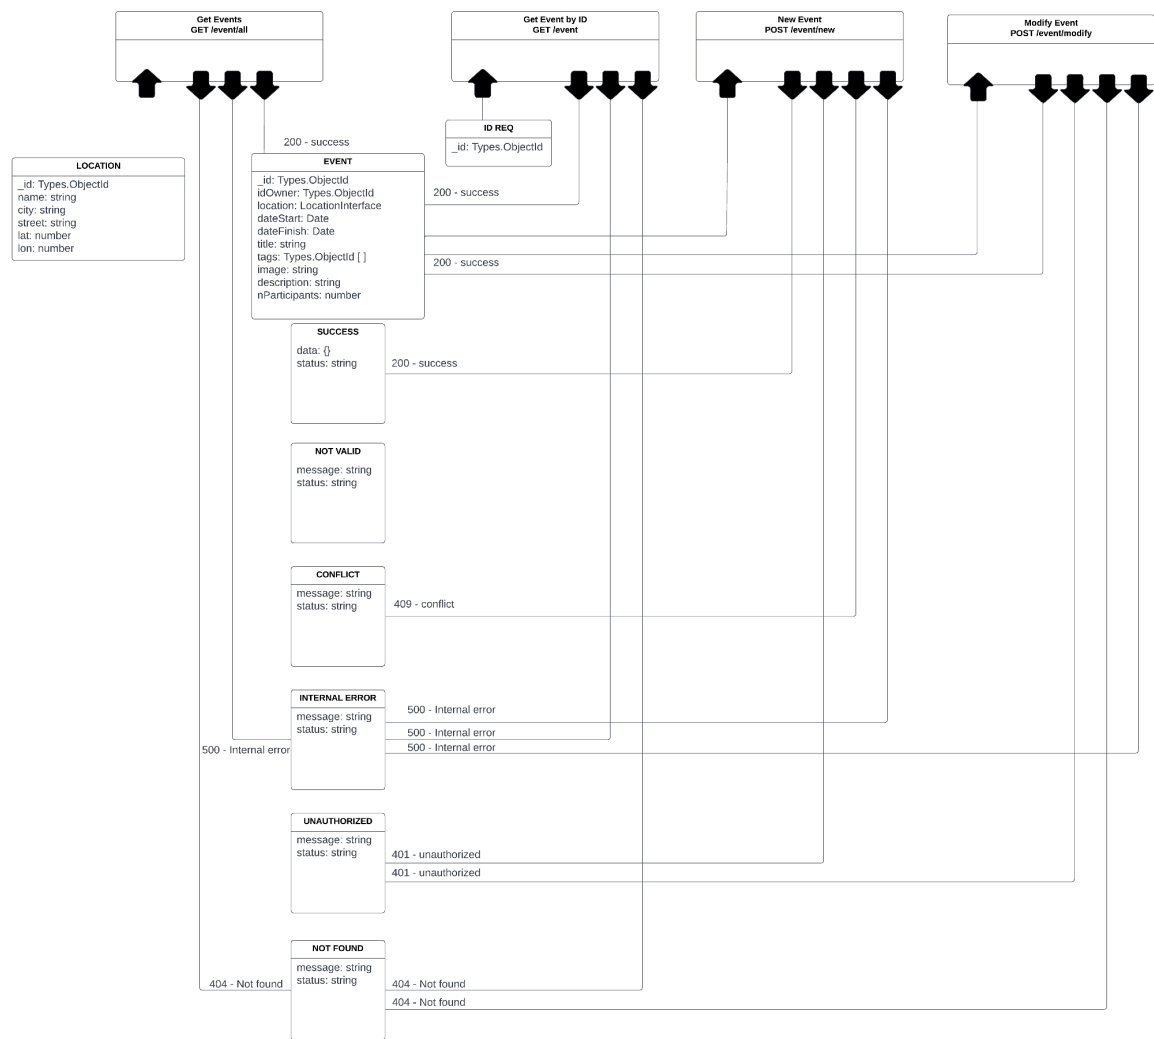 Get Events
GET /event/all
Get Event by ID
GET /event
New Event
POST /event/new
Modify Event
POST /event/modify
ID REQ
_id: Types.ObjectId
200 - success
LOCATION
_id: Types.ObjectId
name: string
city: string
street: string
lat: number
lon: number
EVENT
_id: Types.ObjectId
idOwner: Types.ObjectId
location: LocationInterface
dateStart: Date
dateFinish: Date
title: string
tags: Types.ObjectId [ ]
image: string
description: string
nParticipants: number
200 - success
200 - success
SUCCESS
data: {}
status: string
200 - success
NOT VALID
message: string
status: string
CONFLICT
message: string
status: string
409 - conflict
INTERNAL ERROR
message: string
status: string
500 - Internal error
500 - Internal error
500 - Internal error
500 - Internal error
UNAUTHORIZED
message: string
status: string
401 - unauthorized
401 - unauthorized
NOT FOUND
message: string
status: string
404 - Not found
404 - Not found
404 - Not found